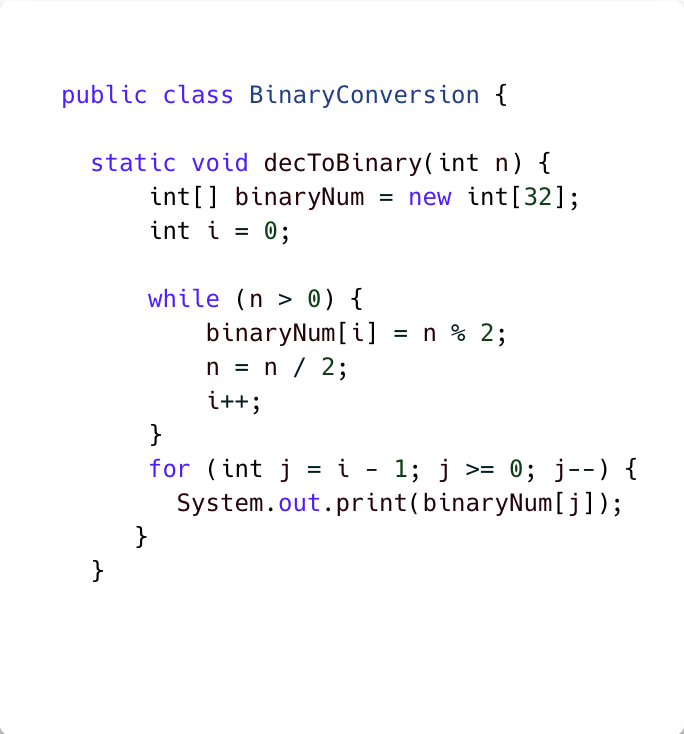 public class BinaryConversion {
static void decToBinary(int n) {
int[] binaryNum = new int[32];
int i = 0;
while (n > 0) {
binaryNum[i] = n % 2;
n = n / 2;
i++;
}
for (int j = i - 1; j >= 0; j--) {
System.out.print(binaryNum[j]);
}
}